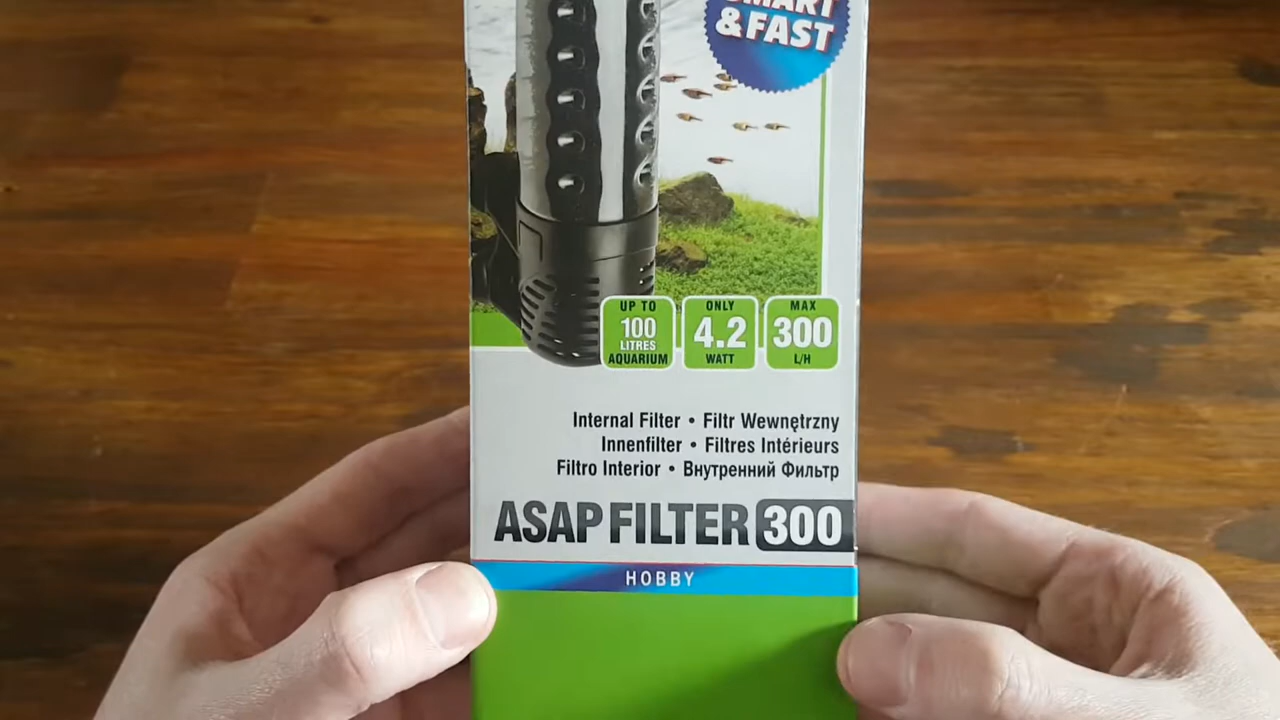 SMART
&FAST
UP TO
100
LITRES
AQUARIUM
ONLY
4.2
WATT
MAX
300
L/H
Internal Filter • Filtr Wewnętrzny
Innenfilter • Filtres Intérieurs
Filtro Interior • Внутренний Фильтр
ASAP FILTER 300
HOBBY